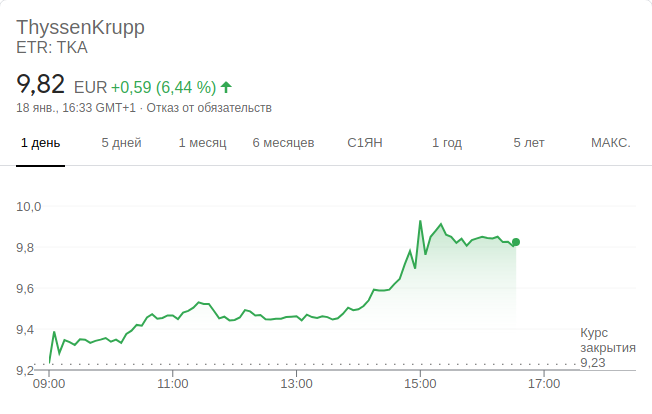 ThyssenKrupp
ETR: TKA
9,82 EUR +0,59 (6,44 %)
18 янв., 16:33 GMT+1 · Отказ от обязательств
1 день 5 дней 1 месяц 6 месяцев С1ЯН 1 год 5 лет МАКС.
10,0
9,8
9,6
9,4
Курс
закрытия
9,23
9,2
09:00 11:00 13:00 15:00 17:00